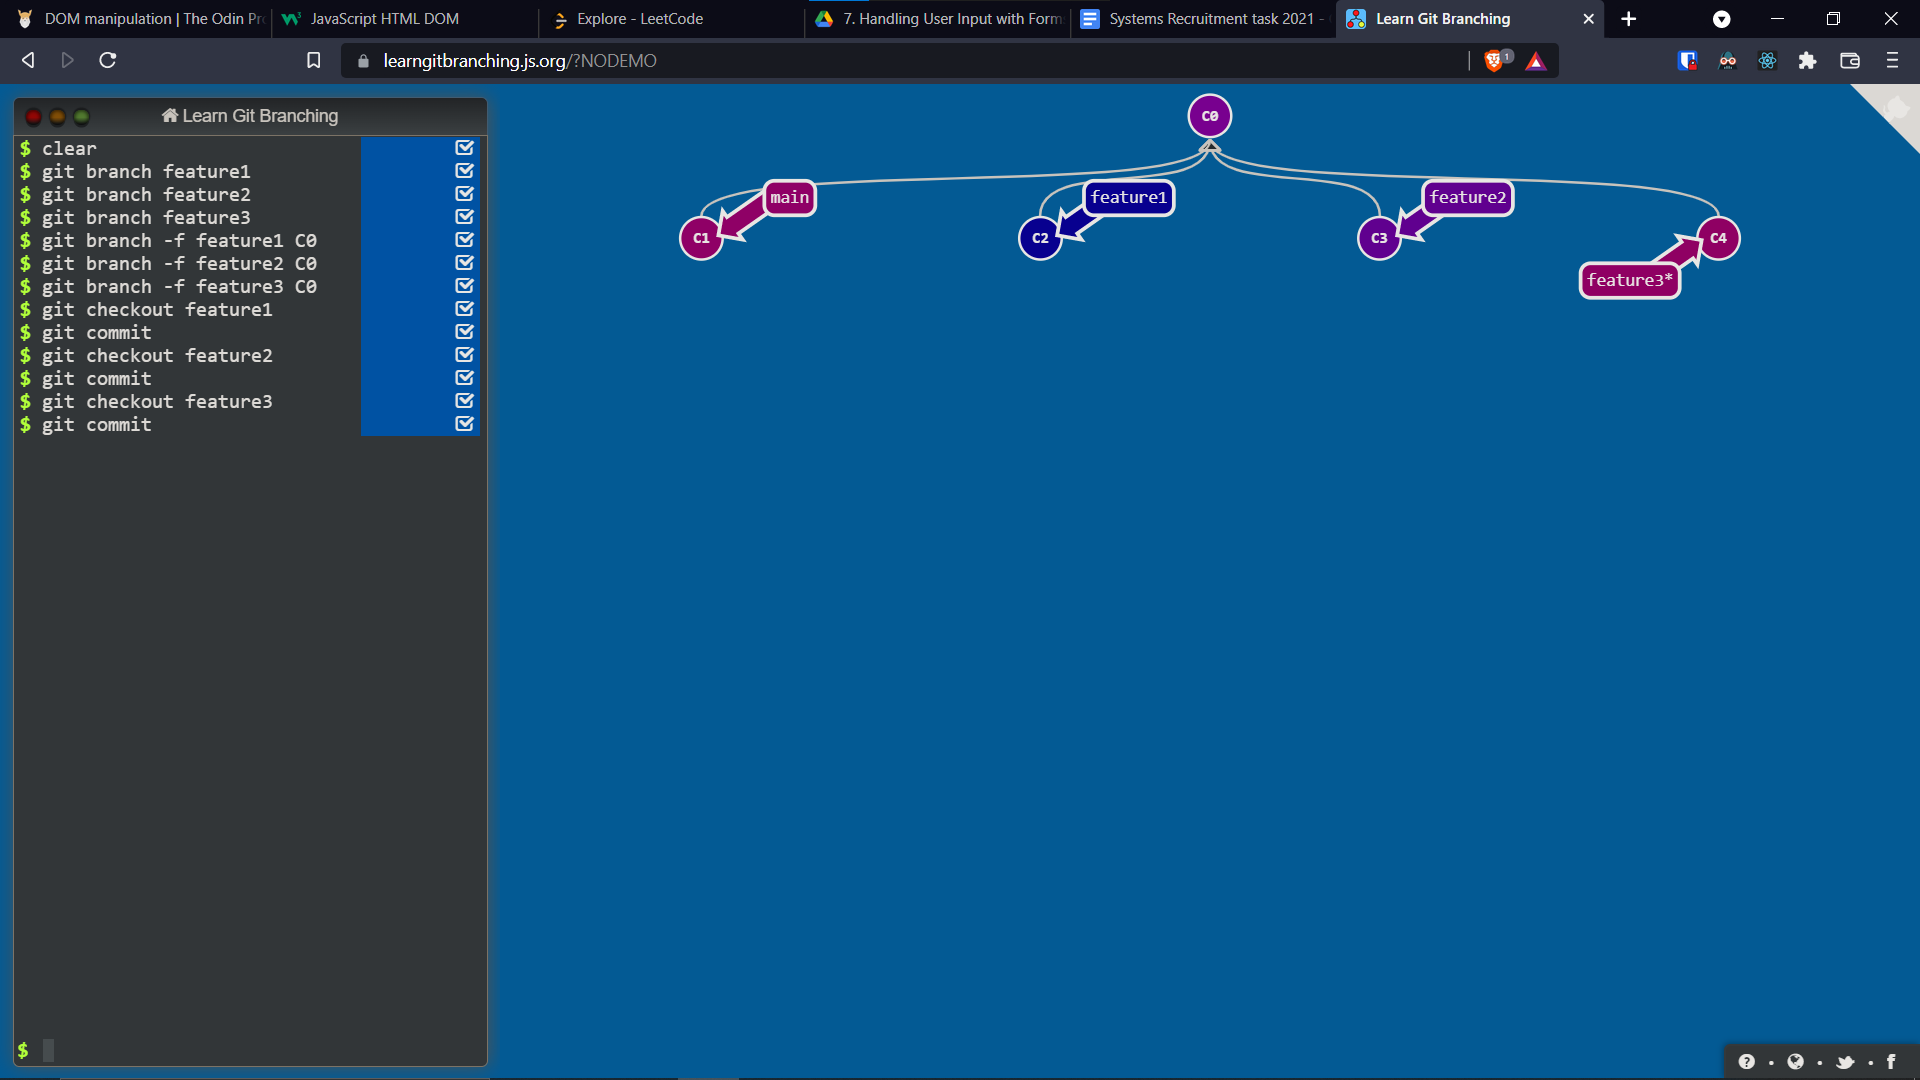 DOM manipulation | The Odin Pro
JavaScript HTML DOM
Explore - LeetCode
7. Handling User Input with Form
Systems Recruitment task 2021 -
Learn Git Branching
learngitbranching.js.org/?NODEMO
1
Learn Git Branching
$ clear
$ git branch feature1
$ git branch feature2
$ git branch feature3
$ git branch -f feature1 C0
$ git branch -f feature2 C0
$ git branch -f feature3 C0
$ git checkout feature1
$ git commit
$ git checkout feature2
$ git commit
$ git checkout feature3
$ git commit
$
C0
main
feature1
feature2
C1
C2
C3
C4
feature3*